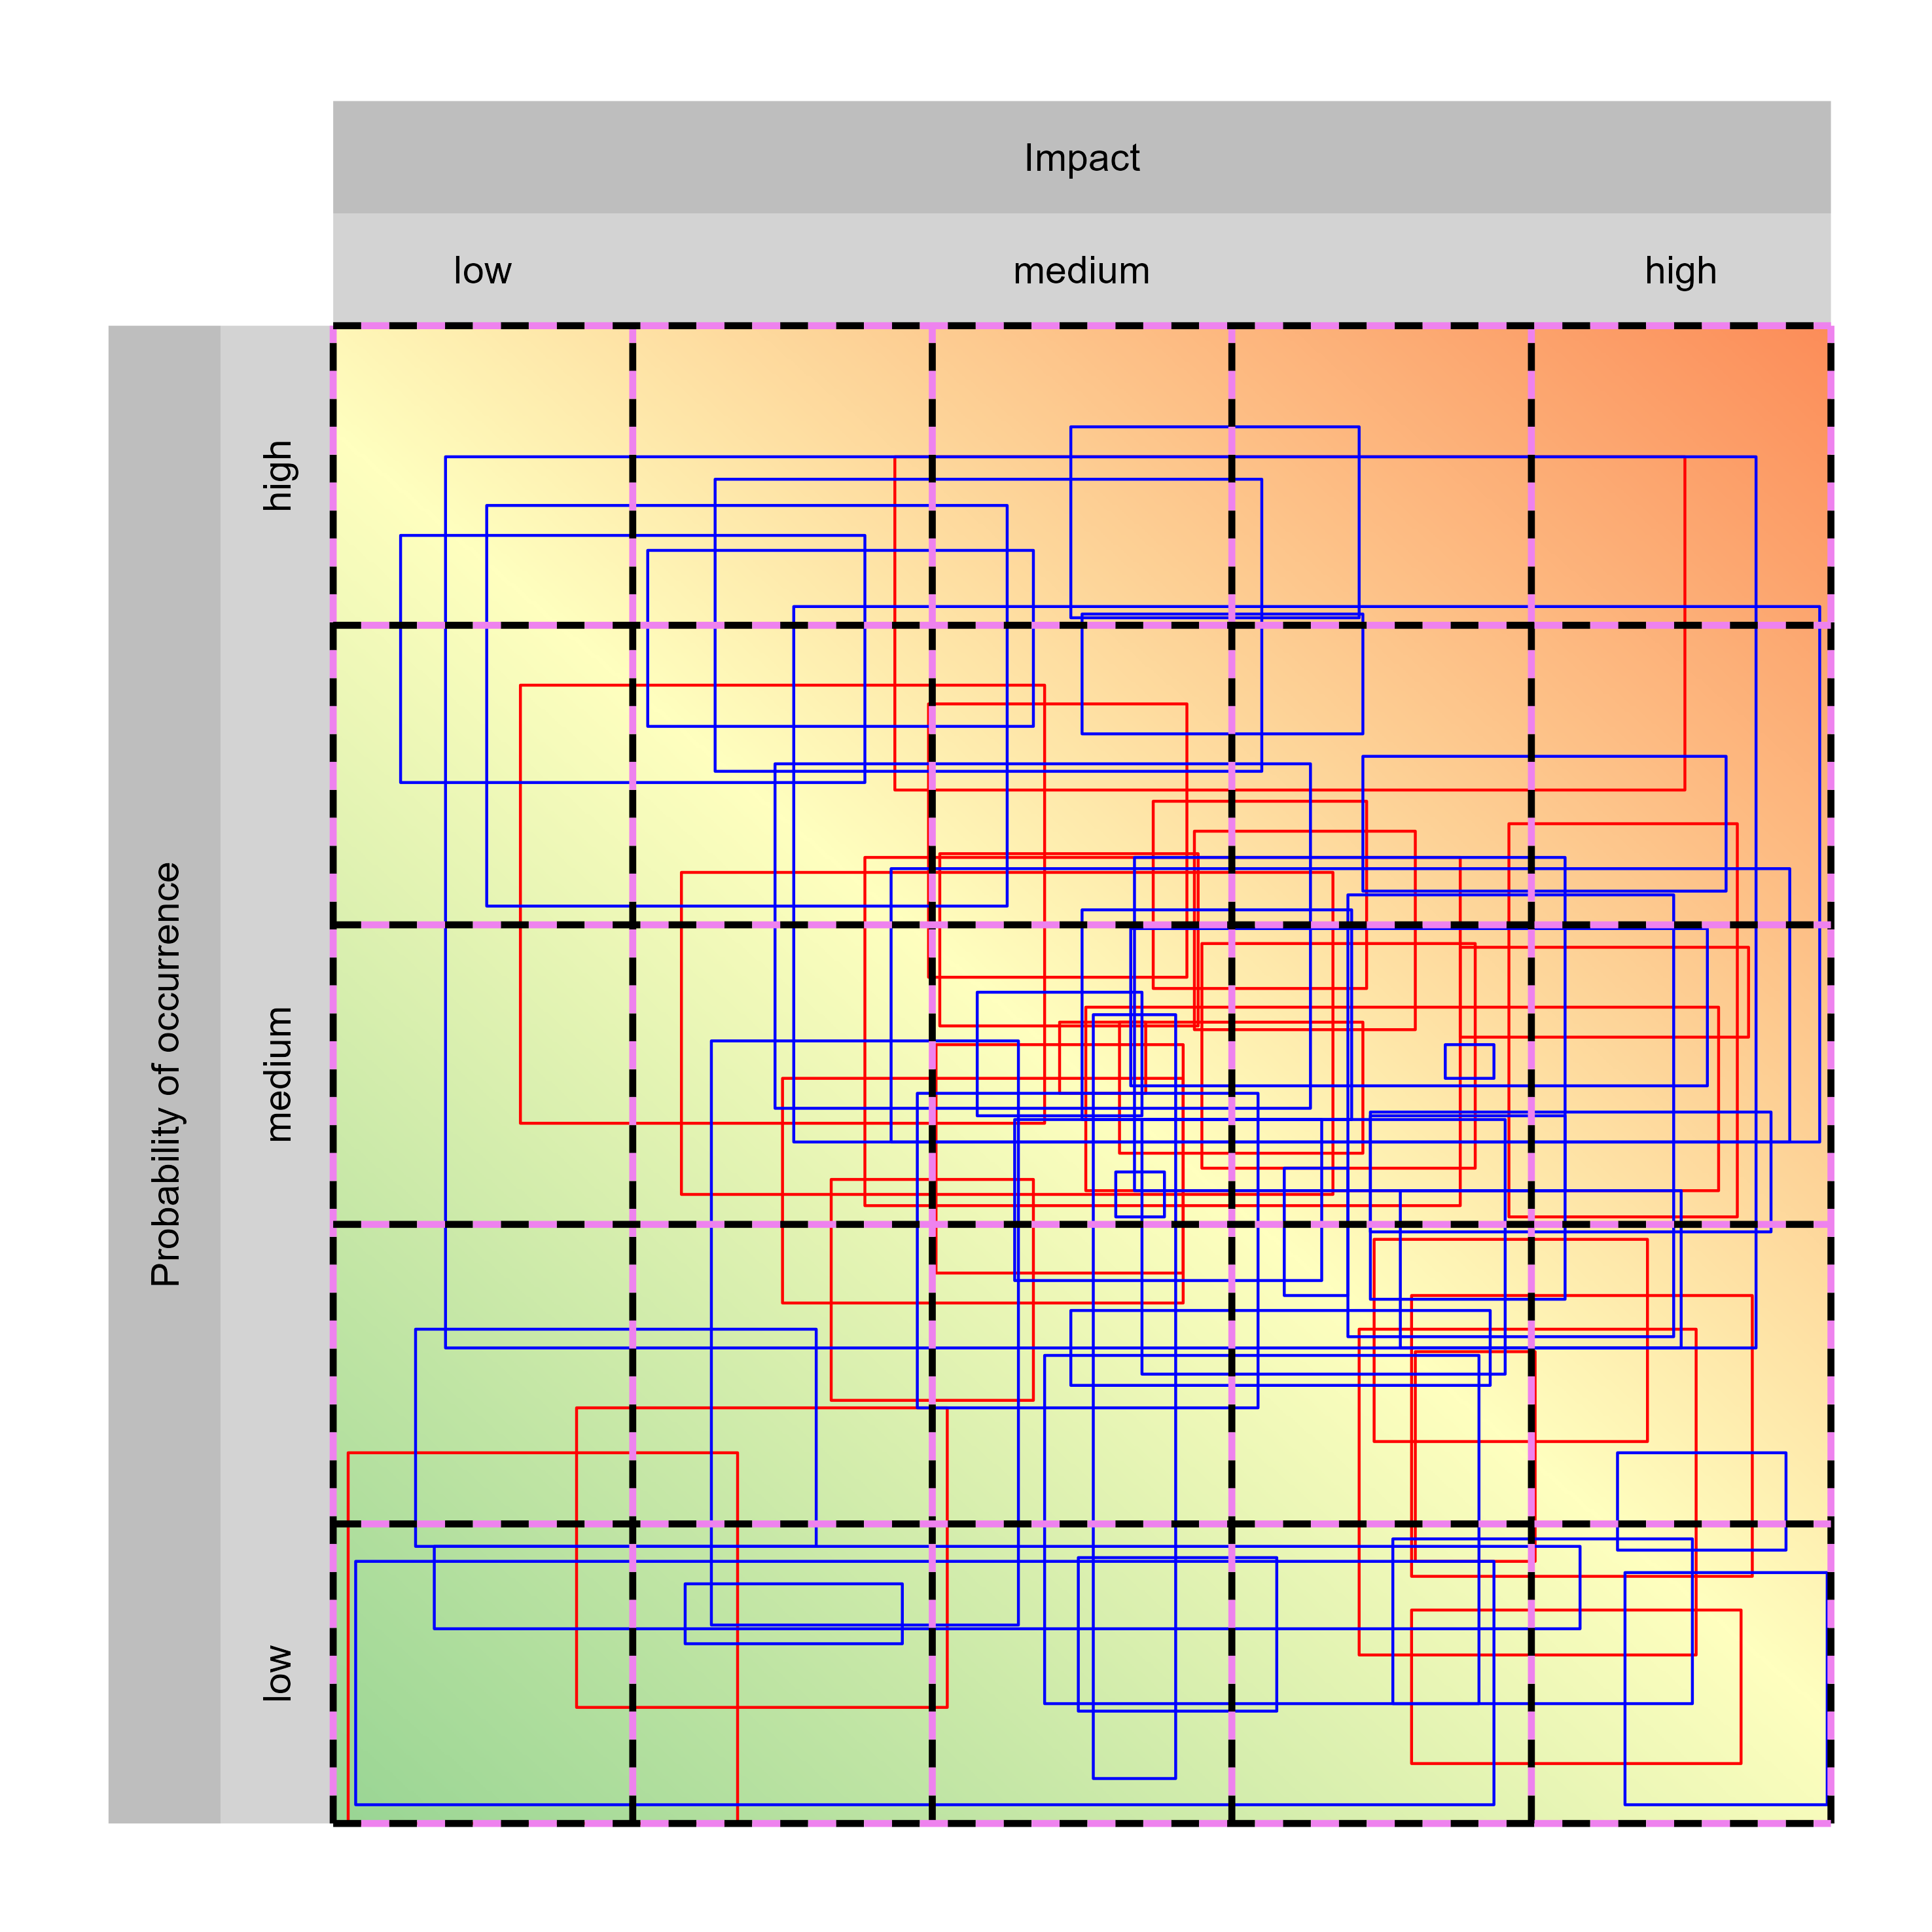 Impact
low
medium
high
high
medium
low
Probability of occurrence